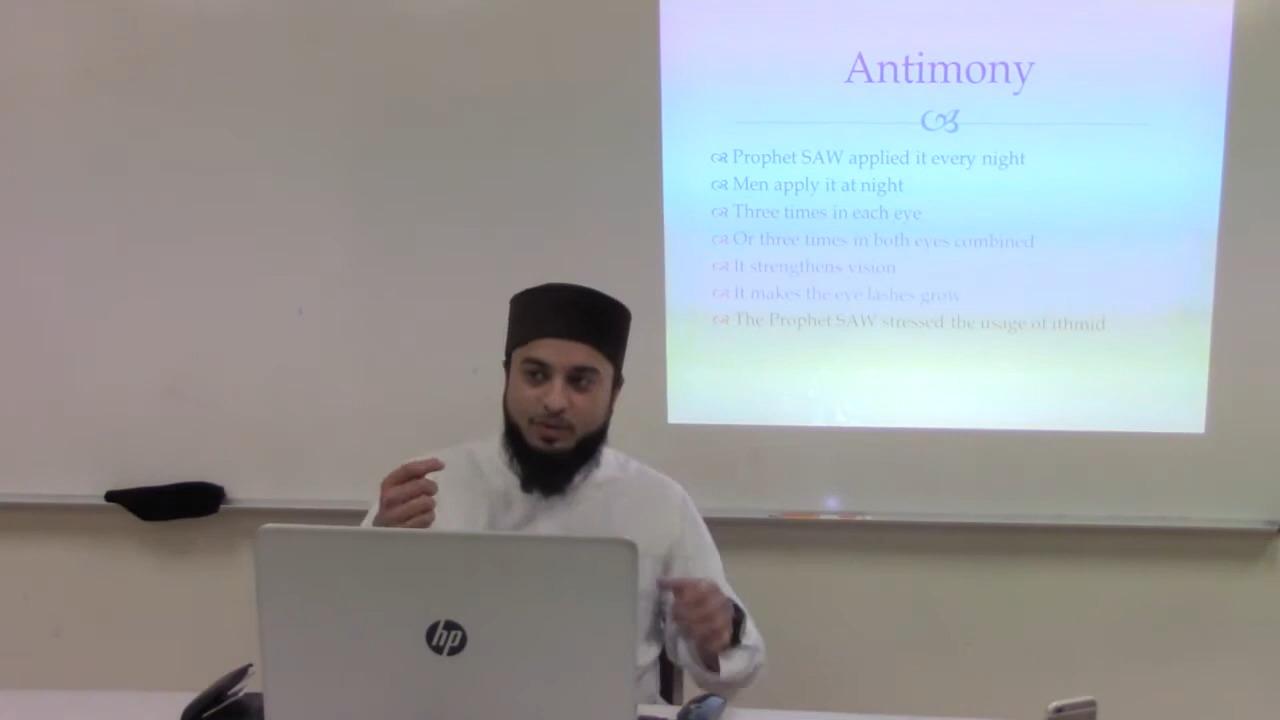 Antimony
Prophet SAW applied it every night
Men apply it at night
Three times in each eye
Or three times in both eyes combined
It strengthens vision
It makes the eye lashes grow
The Prophet SAW stressed the usage of ithmid
hp